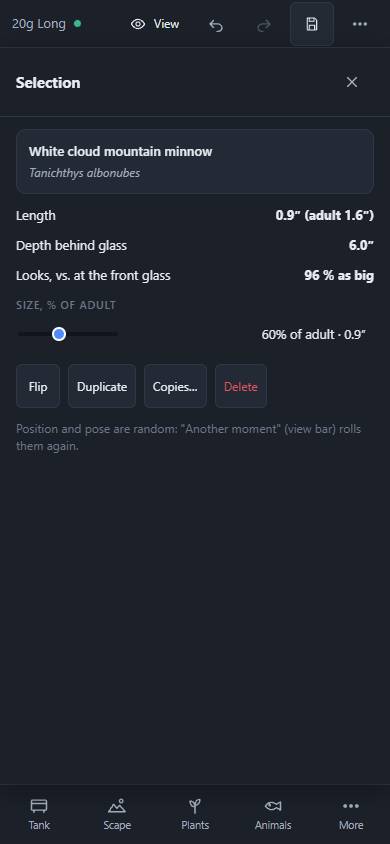 20g Long
View
Selection
White cloud mountain minnow
Tanichthys albonubes
Length 0.9″ (adult 1.6″)
Depth behind glass 6.0″
Looks, vs. at the front glass 96 % as big
SIZE, % OF ADULT
60% of adult · 0.9″
Flip Duplicate Copies... Delete
Position and pose are random: "Another moment" (view bar) rolls
them again.
Tank Scape Plants Animals More